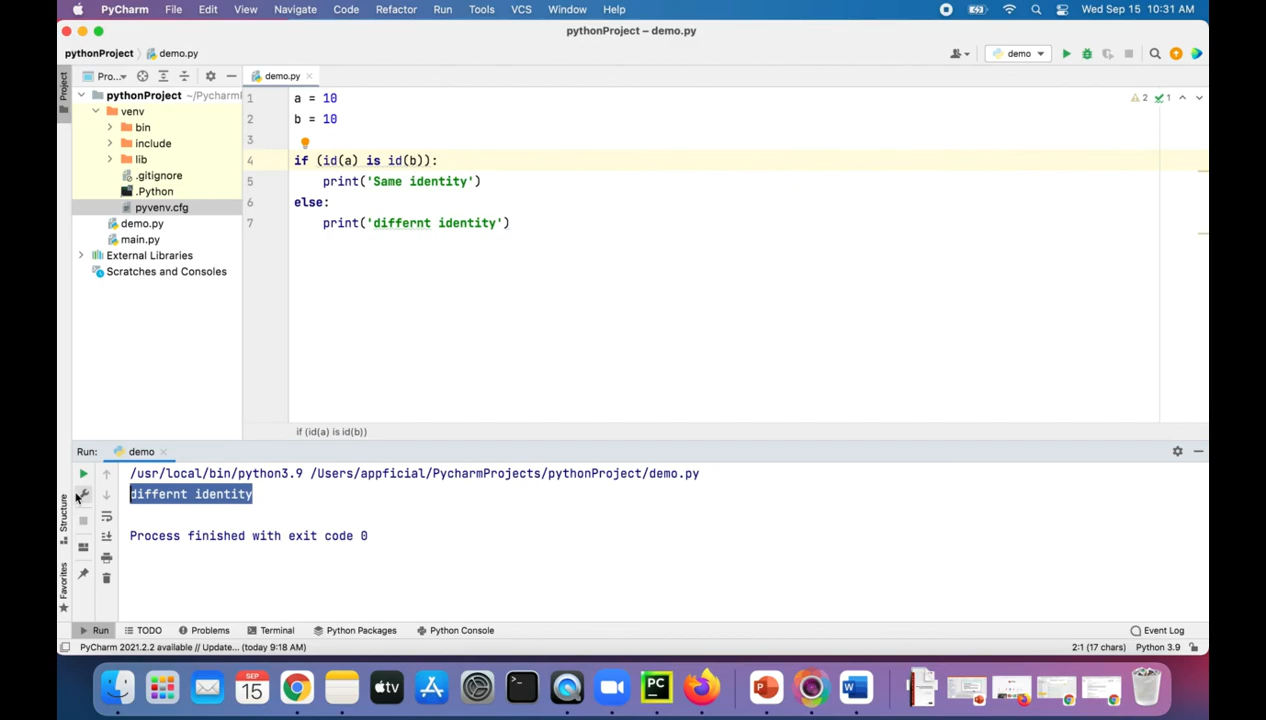 PyCharm File Edit View Navigate Code Refactor Run Tools VCS Window Help Wed Sep 15 10:31 AM
pythonProject – demo.py
pythonProject demo.py demo
Project Pro... demo.py
pythonProject ~/Pycharm
venv
bin
include
lib
.gitignore
.Python
pyvenv.cfg
demo.py
main.py
External Libraries
Scratches and Consoles
1 a = 10 2 1
2 b = 10
3
4 if (id(a) is id(b)):
5 print('Same identity')
6 else:
7 print('differnt identity')
if (id(a) is id(b))
Run: demo
/usr/local/bin/python3.9 /Users/appficial/PycharmProjects/pythonProject/demo.py
differnt identity
Process finished with exit code 0
Structure
Favorites
Run TODO Problems Terminal Python Packages Python Console Event Log
PyCharm 2021.2.2 available // Update... (today 9:18 AM) 2:1 (17 chars) Python 3.9
SEP
15
tv
PC
P
W